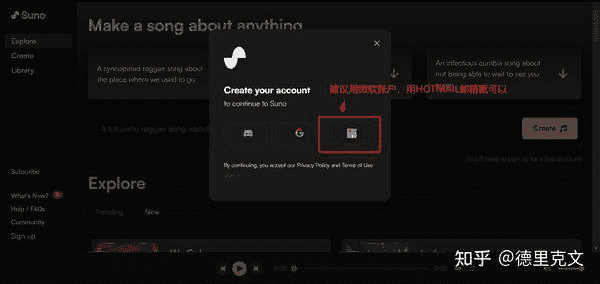 Suno
Make a song about anything
Explore
Create
Library
A syncopated reggae song about
the place where we used to go
An infectious cumbia song about
not being able to wait to see you
Create your account
to continue to Suno
建议用微软账户，用HOTMAIL邮箱就可以
A futuristic reggae song about
Create
(You'll need to sign up for a free account)
By continuing, you accept our Privacy Policy and Terms of Use
Subscribe
What's New?
Help / FAQs
Community
Sign up
Explore
Trending
New
0:00
0:00
知乎 @德里克文